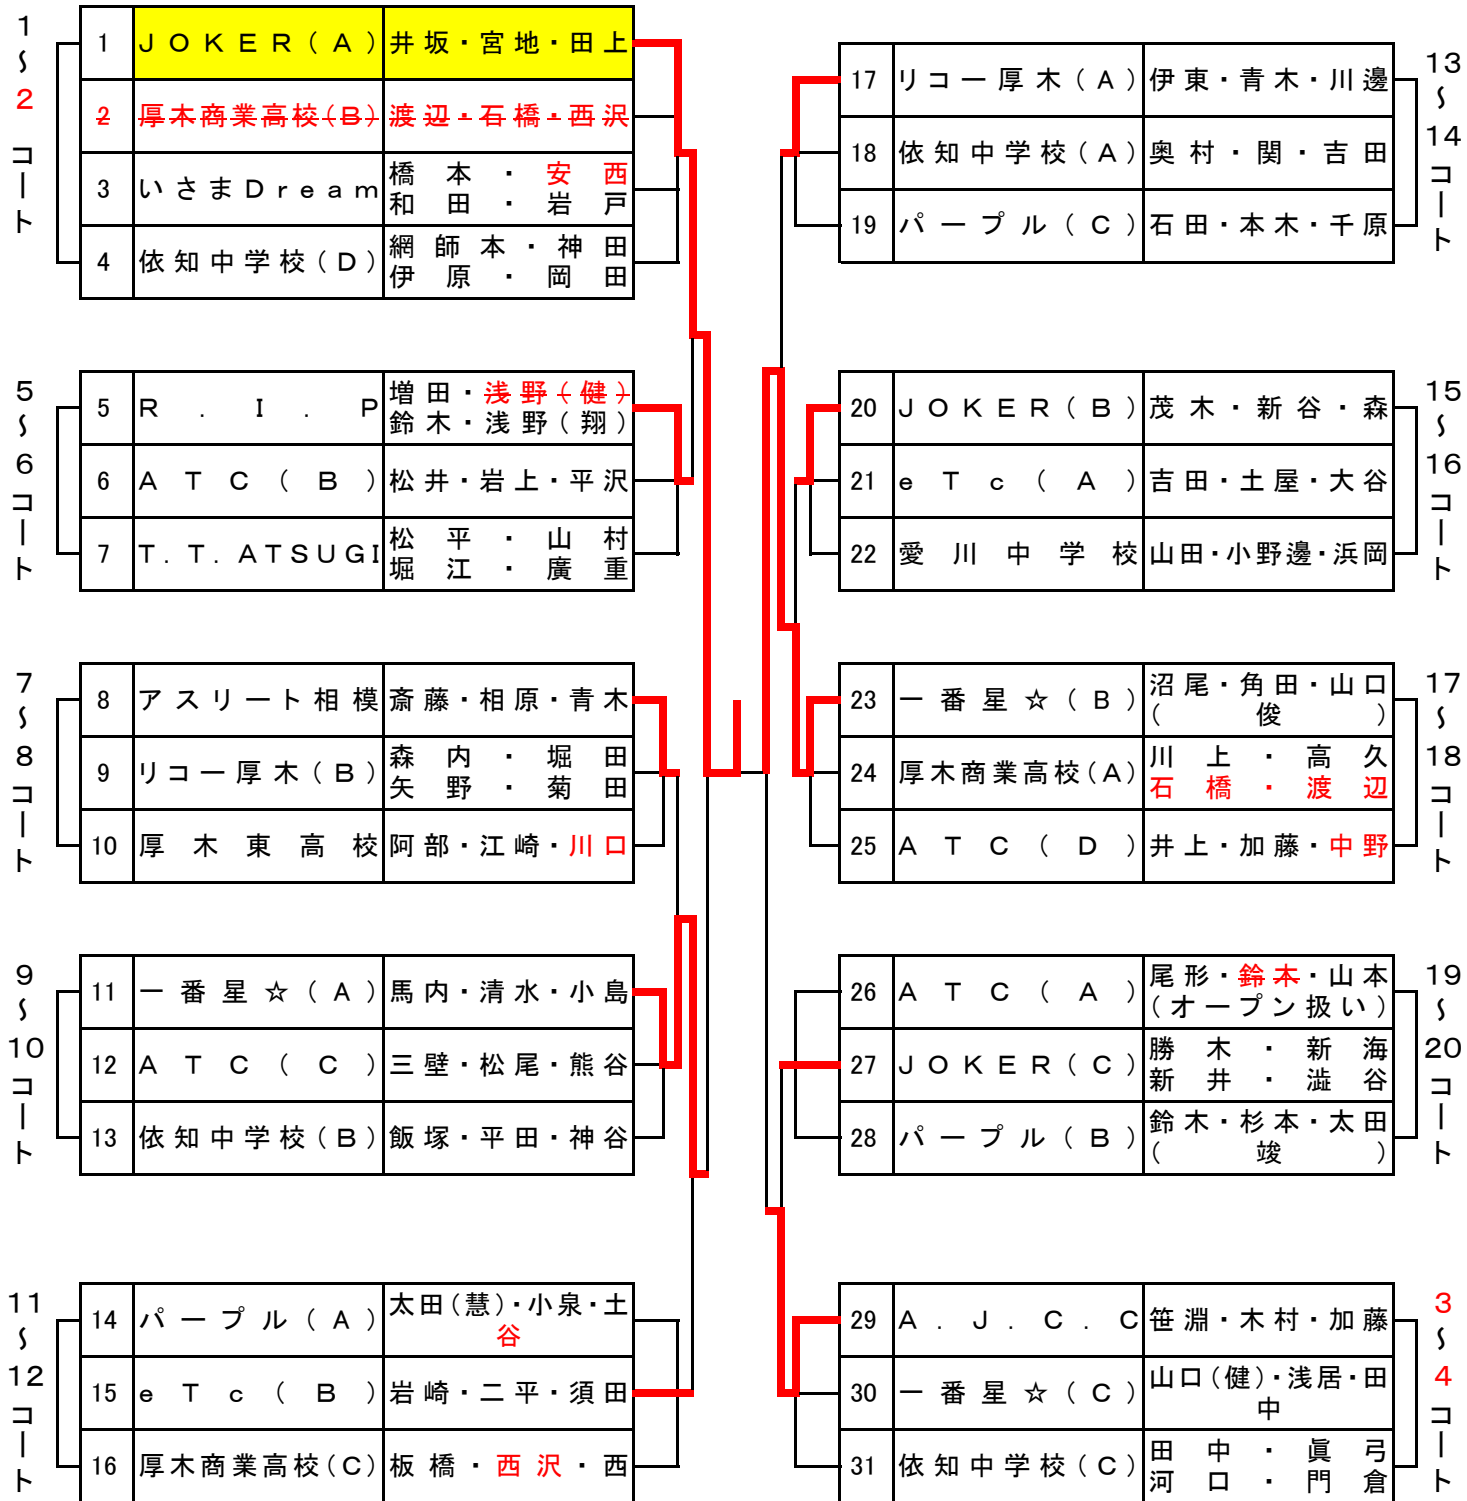 1～2コート
1 JOKER(A) 井坂・宮地・田上
2 厚木商業高校(B) 渡辺・石橋・西沢
3 いさまDream 橋本・安西
和田・岩戸
4 依知中学校(D) 網師本・神田
伊原・岡田
5～6コート
5 R.I.P 増田・浅野(健)
鈴木・浅野(翔)
6 ATC(B) 松井・岩上・平沢
7 T.T.ATSUGI 松平・山村
堀江・廣重
7～8コート
8 アスリート相模 斎藤・相原・青木
9 リコー厚木(B) 森内・堀田
矢野・菊田
10 厚木東高校 阿部・江崎・川口
9～10コート
11 一番星☆(A) 馬内・清水・小島
12 ATC(C) 三壁・松尾・熊谷
13 依知中学校(B) 飯塚・平田・神谷
11～12コート
14 パープル(A) 太田(慧)・小泉・土
谷
15 eTc(B) 岩崎・二平・須田
16 厚木商業高校(C) 板橋・西沢・西
13～14コート
17 リコー厚木(A) 伊東・青木・川邊
18 依知中学校(A) 奥村・関・吉田
19 パープル(C) 石田・本木・千原
15～16コート
20 JOKER(B) 茂木・新谷・森
21 eTc(A) 吉田・土屋・大谷
22 愛川中学校 山田・小野邊・浜岡
17～18コート
23 一番星☆(B) 沼尾・角田・山口
(俊)
24 厚木商業高校(A) 川上・高久
石橋・渡辺
25 ATC(D) 井上・加藤・中野
19～20コート
26 ATC(A) 尾形・鈴木・山本
(オープン扱い)
27 JOKER(C) 勝木・新海
新井・澁谷
28 パープル(B) 鈴木・杉本・太田
(竣)
3～4コート
29 A.J.C.C 笹淵・木村・加藤
30 一番星☆(C) 山口(健)・浅居・田
中
31 依知中学校(C) 田中・眞弓
河口・門倉